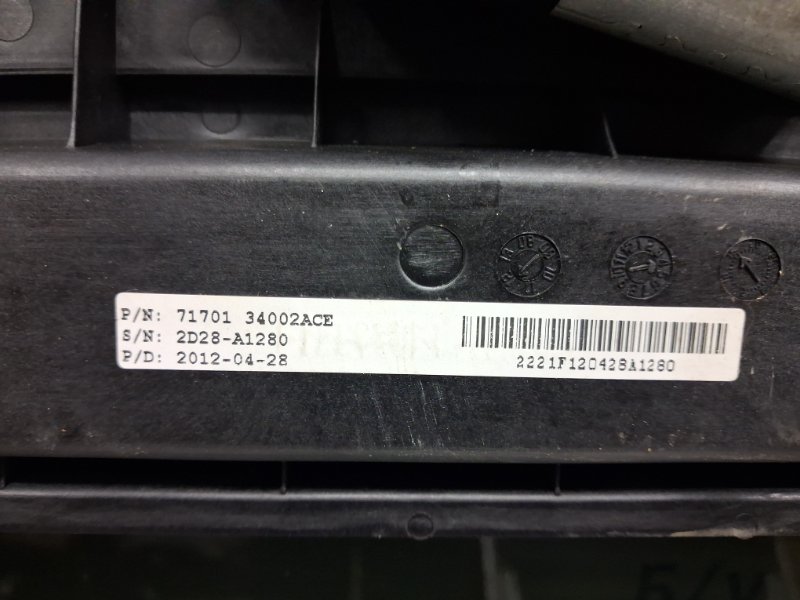 P/N: 71701 34002ACE
S/N: 2D28-A1280
P/D: 2012-04-28
2221F120428A1280
Б/У